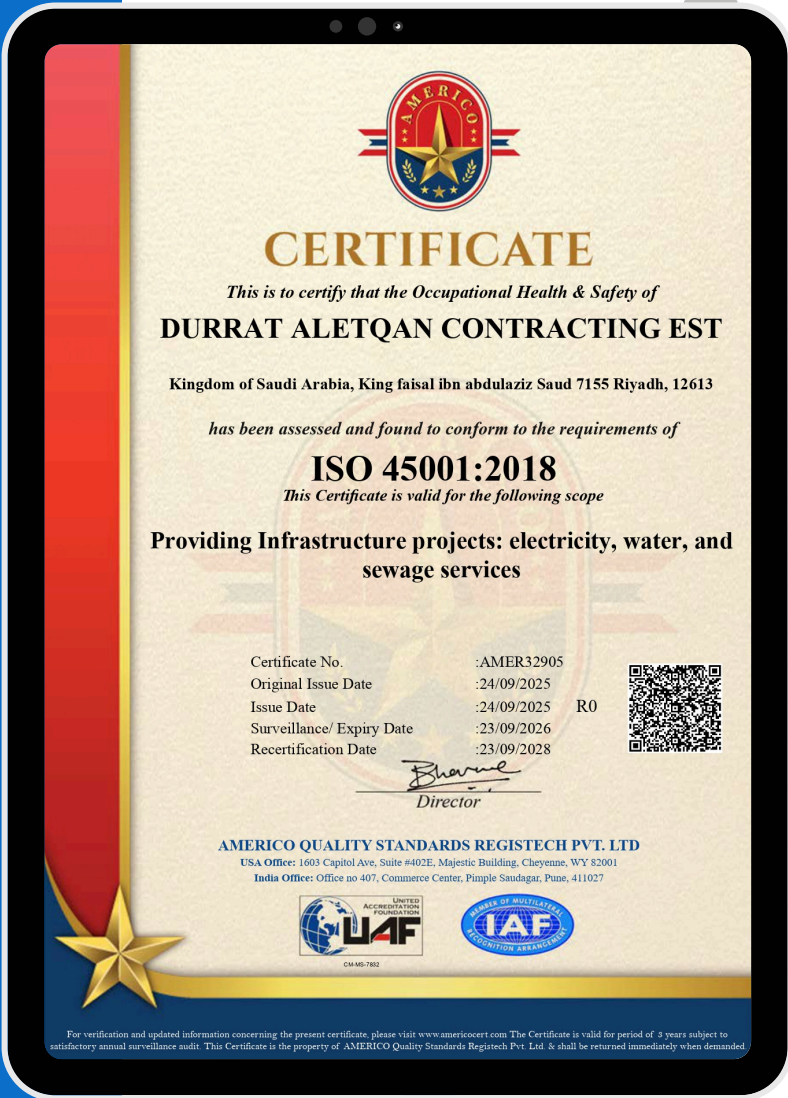 AMERICO
CERTIFICATE
This is to certify that the Occupational Health & Safety of
DURRAT ALETQAN CONTRACTING EST
Kingdom of Saudi Arabia, King faisal ibn abdulaziz Saud 7155 Riyadh, 12613
has been assessed and found to conform to the requirements of
ISO 45001:2018
This Certificate is valid for the following scope
Providing Infrastructure projects: electricity, water, and
sewage services
Certificate No. :AMER32905
Original Issue Date :24/09/2025
Issue Date :24/09/2025 R0
Surveillance/ Expiry Date :23/09/2026
Recertification Date :23/09/2028
Director
AMERICO QUALITY STANDARDS REGISTECH PVT. LTD
USA Office: 1603 Capitol Ave, Suite #402E, Majestic Building, Cheyenne, WY 82001
India Office: Office no 407, Commerce Center, Pimple Saudagar, Pune, 411027
UNITED
ACCREDITATION
FOUNDATION
UAF
CM-MS-7832
MEMBER OF MULTILATERAL
IAF
RECOGNITION ARRANGEMENT
For verification and updated information concerning the present certificate, please visit www.americocert.com The Certificate is valid for period of 3 years subject to
satisfactory annual surveillance audit. This Certificate is the property of AMERICO Quality Standards Registech Pvt. Ltd. & shall be returned immediately when demanded.